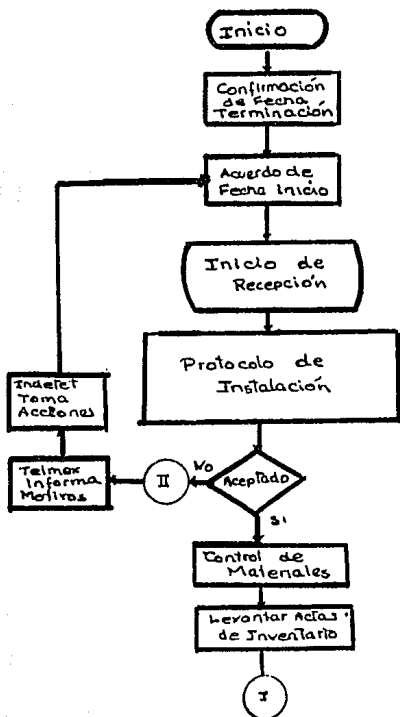 Inicio
Confirmación
de Fecha
Terminación
Acuerdo de
Fecha Inicio
Inicio de
Recepción
Protocolo de
Instalación
Indetet
Toma
Acciones
Telmex
Informa
Motivos
II
No
Aceptado
Si
Control de
Materiales
Levantar Actas
de Inventario
I